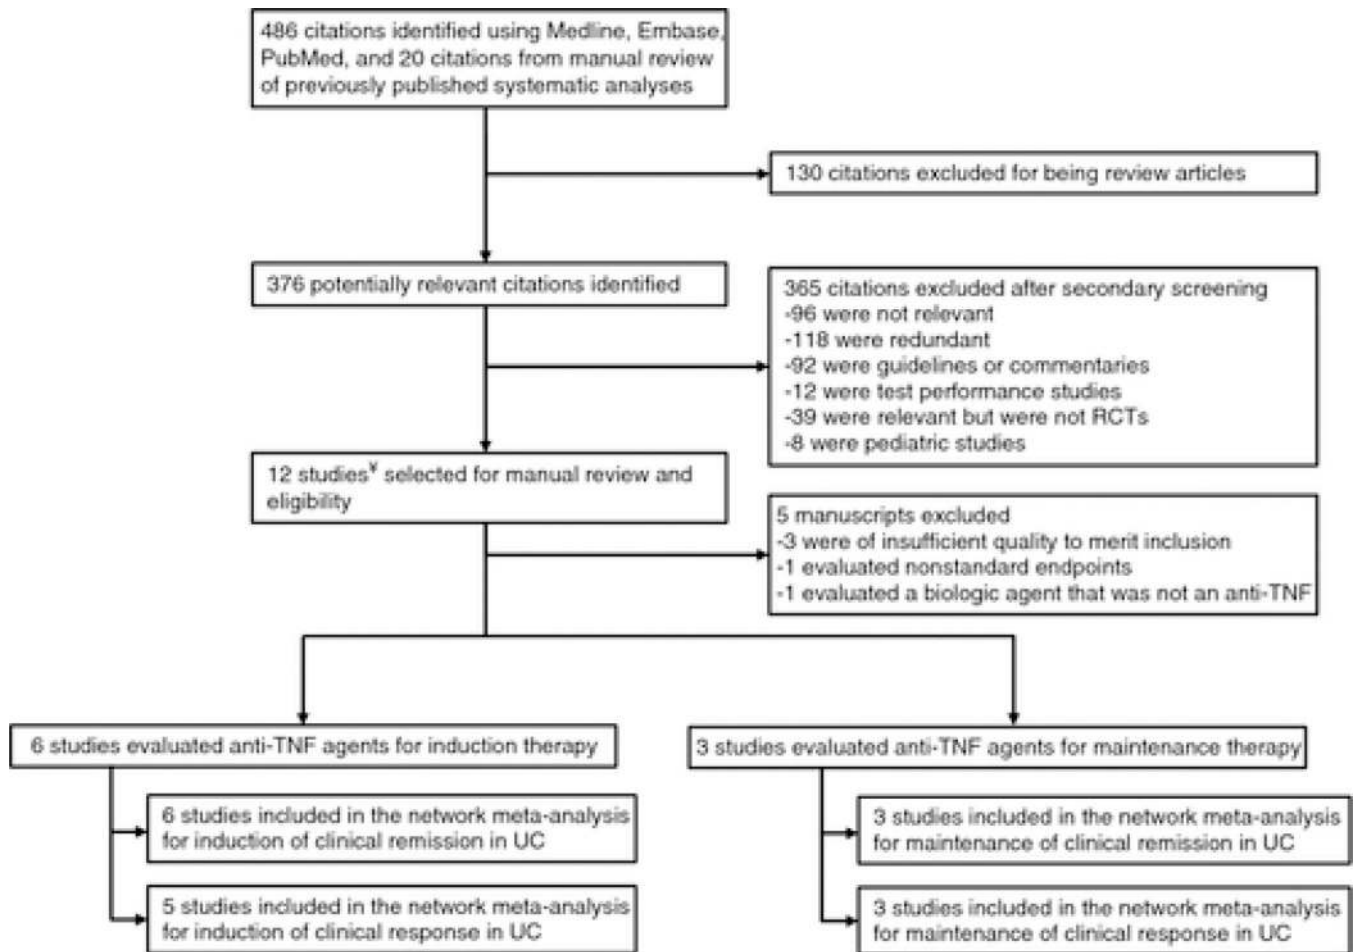 486 citations identified using Medline, Embase,
PubMed, and 20 citations from manual review
of previously published systematic analyses
130 citations excluded for being review articles
376 potentially relevant citations identified
365 citations excluded after secondary screening
-96 were not relevant
-118 were redundant
-92 were guidelines or commentaries
-12 were test performance studies
-39 were relevant but were not RCTs
-8 were pediatric studies
12 studies¥ selected for manual review and
eligibility
5 manuscripts excluded
-3 were of insufficient quality to merit inclusion
-1 evaluated nonstandard endpoints
-1 evaluated a biologic agent that was not an anti-TNF
6 studies evaluated anti-TNF agents for induction therapy
6 studies included in the network meta-analysis
for induction of clinical remission in UC
5 studies included in the network meta-analysis
for induction of clinical response in UC
3 studies evaluated anti-TNF agents for maintenance therapy
3 studies included in the network meta-analysis
for maintenance of clinical remission in UC
3 studies included in the network meta-analysis
for maintenance of clinical response in UC